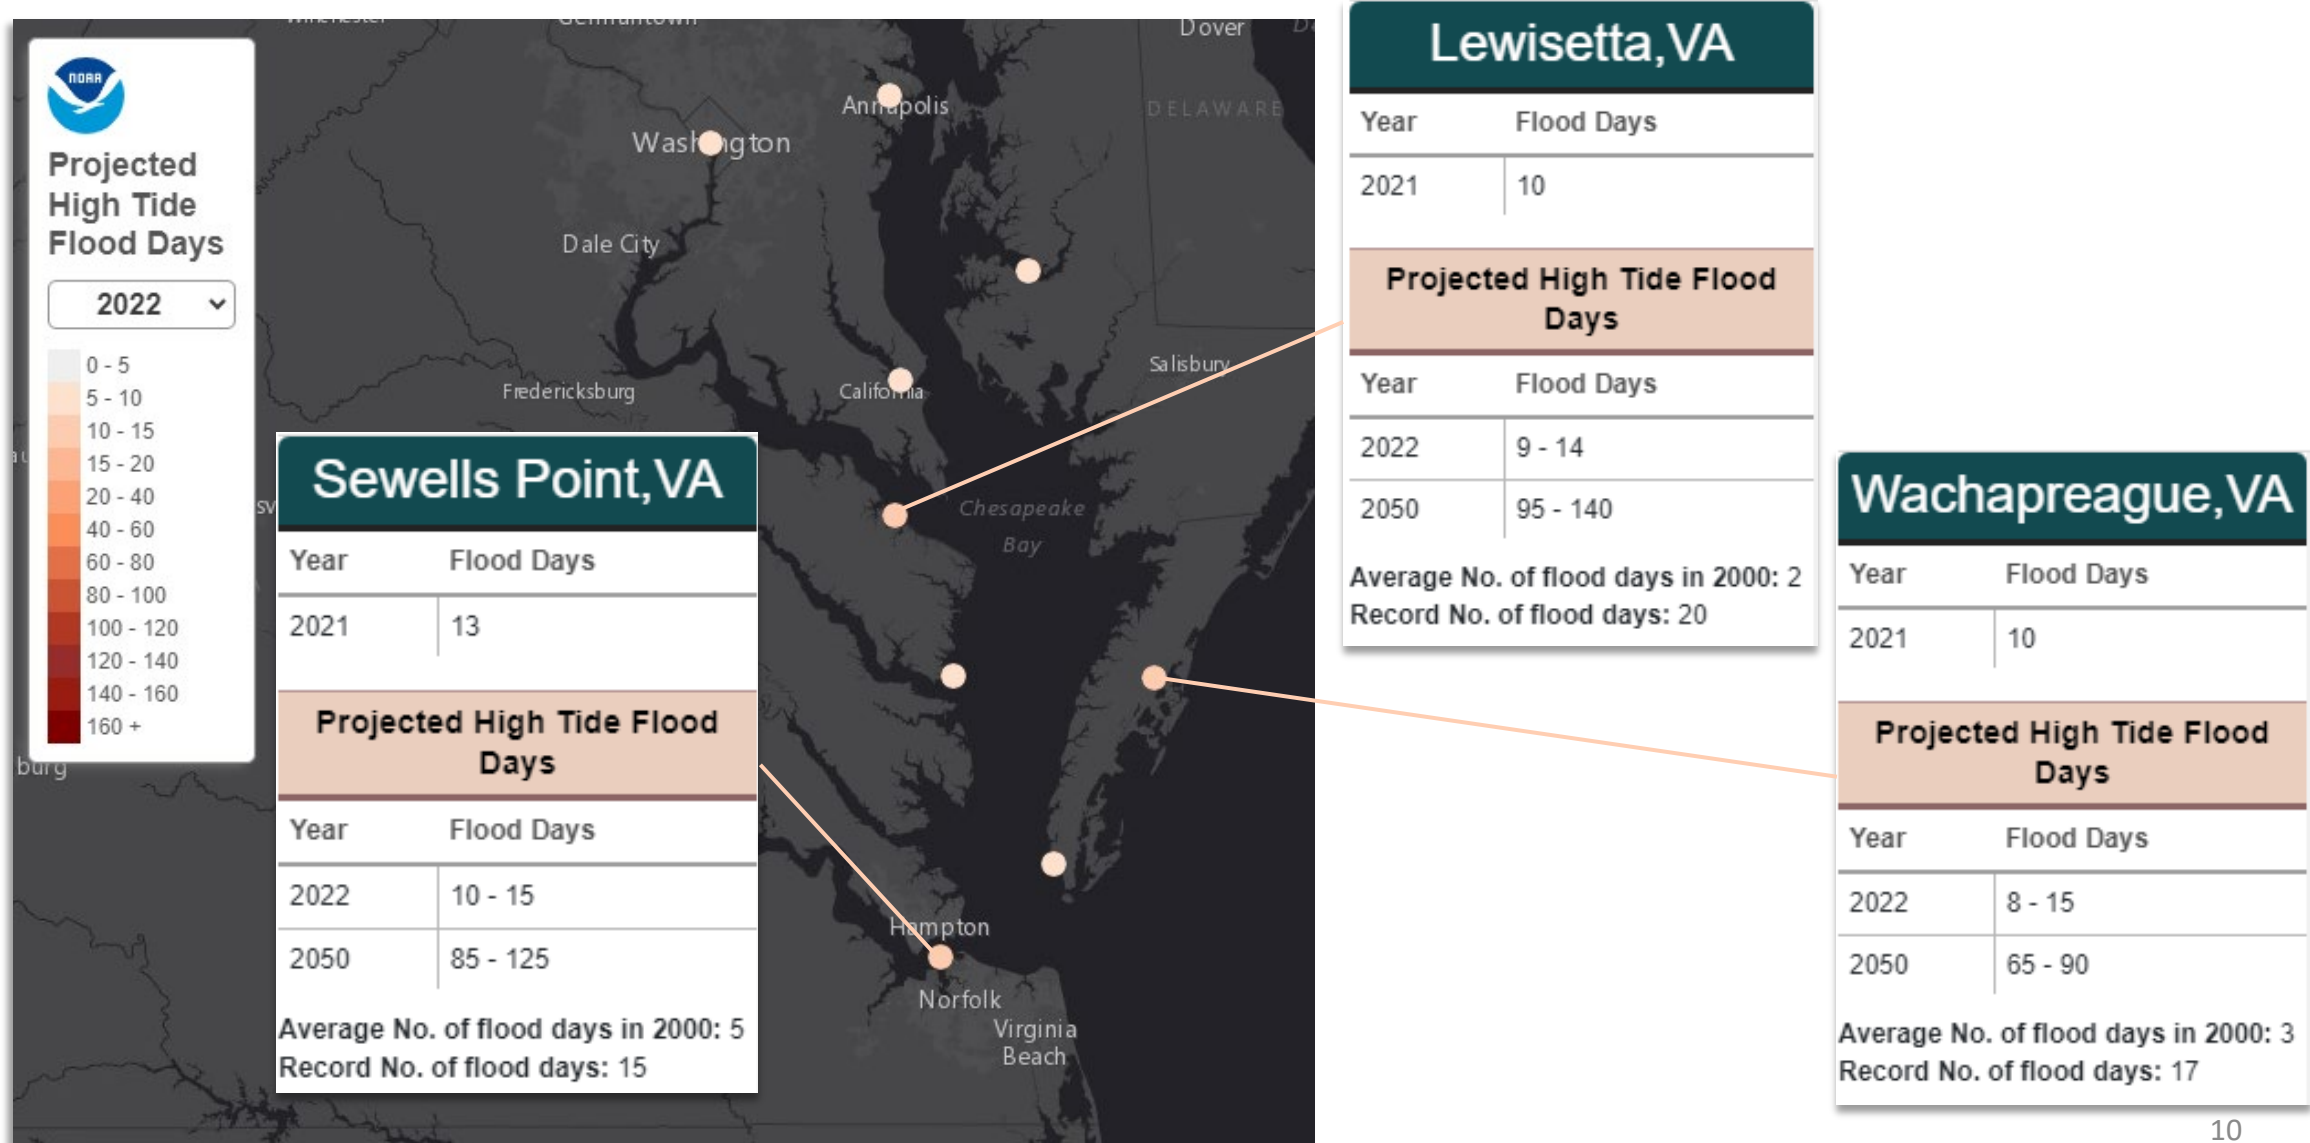 NOAA
Projected
High Tide
Flood Days
2022
0 - 5
5 - 10
10 - 15
15 - 20
20 - 40
40 - 60
60 - 80
80 - 100
100 - 120
120 - 140
140 - 160
160 +
Germantown
Dover
DELAWARE
Annapolis
Washington
Dale City
Salisbury
Fredericksburg
California
Chesapeake
Bay
burg
Hampton
Norfolk
Virginia
Beach
Sewells Point,VA
Year Flood Days
2021 13
Projected High Tide Flood
Days
Year Flood Days
2022 10 - 15
2050 85 - 125
Average No. of flood days in 2000: 5
Record No. of flood days: 15
Lewisetta,VA
Year Flood Days
2021 10
Projected High Tide Flood
Days
Year Flood Days
2022 9 - 14
2050 95 - 140
Average No. of flood days in 2000: 2
Record No. of flood days: 20
Wachapreague,VA
Year Flood Days
2021 10
Projected High Tide Flood
Days
Year Flood Days
2022 8 - 15
2050 65 - 90
Average No. of flood days in 2000: 3
Record No. of flood days: 17
10